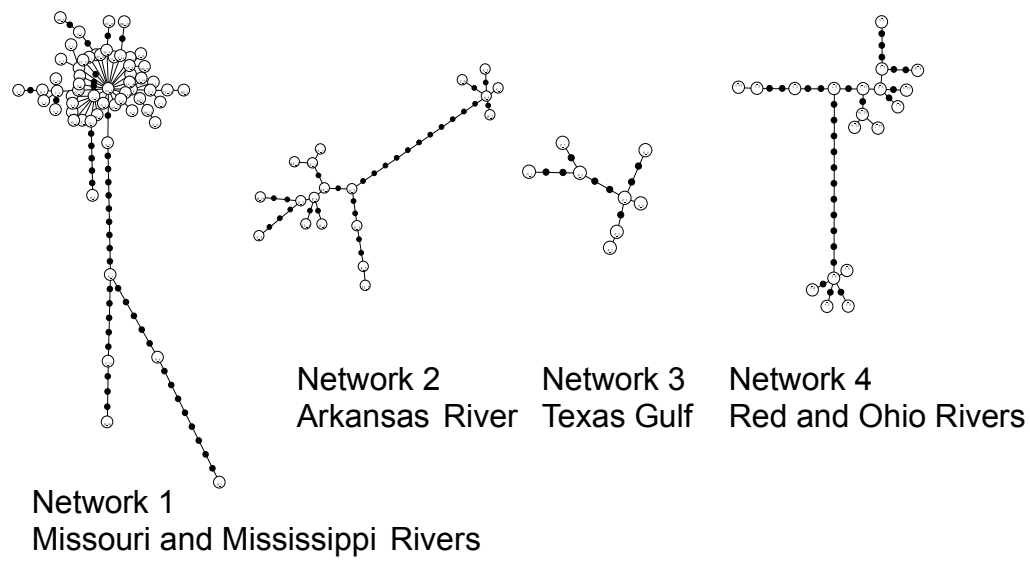 Network 2
Arkansas River
Network 3
Texas Gulf
Network 4
Red and Ohio Rivers
Network 1
Missouri and Mississippi Rivers